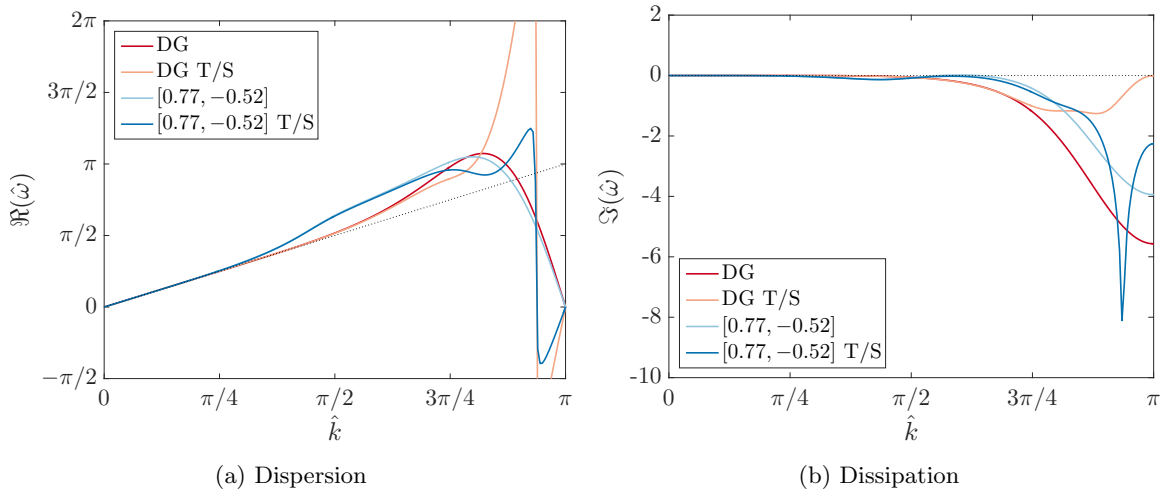 2π
3π/2
π
π/2
0
−π/2
ℜ(ω̂)
DG
DG T/S
[0.77, −0.52]
[0.77, −0.52] T/S
0
π/4
π/2
3π/4
π
k̂
(a) Dispersion
2
0
-2
-4
-6
-8
-10
ℑ(ω̂)
DG
DG T/S
[0.77, −0.52]
[0.77, −0.52] T/S
0
π/4
π/2
3π/4
π
k̂
(b) Dissipation